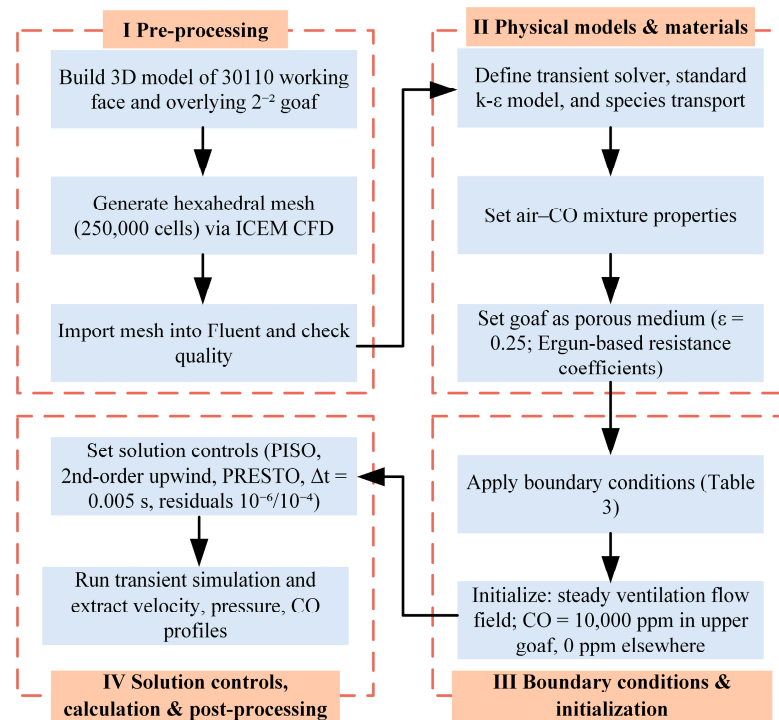 I Pre-processing
Build 3D model of 30110 working
face and overlying 2⁻² goaf
Generate hexahedral mesh
(250,000 cells) via ICEM CFD
Import mesh into Fluent and check
quality
II Physical models & materials
Define transient solver, standard
k-ε model, and species transport
Set air–CO mixture properties
Set goaf as porous medium (ε =
0.25; Ergun-based resistance
coefficients)
Apply boundary conditions (Table
3)
Initialize: steady ventilation flow
field; CO = 10,000 ppm in upper
goaf, 0 ppm elsewhere
III Boundary conditions &
initialization
Set solution controls (PISO,
2nd-order upwind, PRESTO, Δt =
0.005 s, residuals 10⁻⁶/10⁻⁴)
Run transient simulation and
extract velocity, pressure, CO
profiles
IV Solution controls,
calculation & post-processing